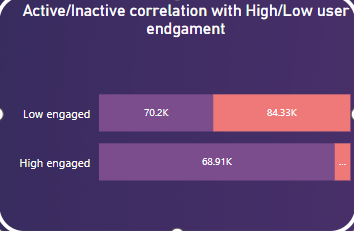 Active/Inactive correlation with High/Low user
endgament
Low engaged 70.2K 84.33K
High engaged 68.91K ...